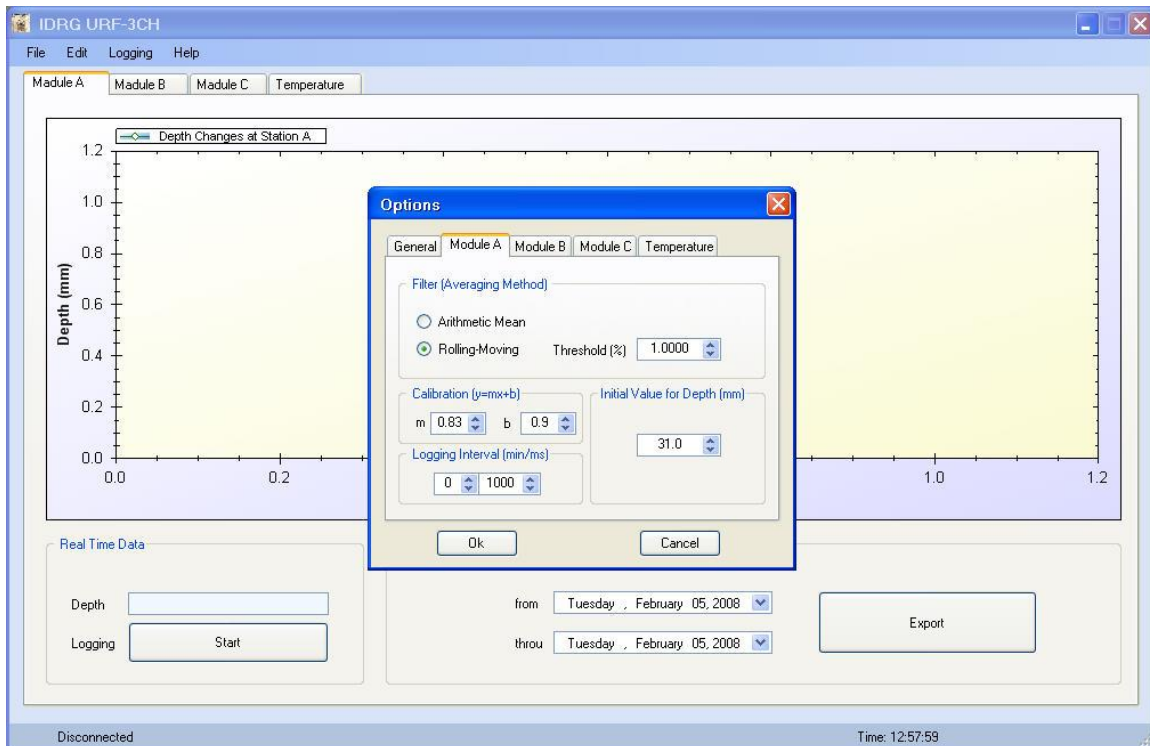 IDRG URF-3CH
File Edit Logging Help
Madule A Madule B Madule C Temperature
Depth Changes at Station A
1.2
1.0
0.8
0.6
0.4
0.2
0.0
Depth (mm)
0.0 0.2 1.0 1.2
Options
General Module A Module B Module C Temperature
Filter (Averaging Method)
Arithmetic Mean
Rolling-Moving Threshold (%) 1.0000
Calibration (y=mx+b)
m 0.83 b 0.9
Logging Interval (min/ms)
0 1000
Initial Value for Depth (mm)
31.0
Ok Cancel
Real Time Data
Depth
Logging Start
from Tuesday , February 05, 2008
throu Tuesday , February 05, 2008
Export
Disconnected Time: 12:57:59